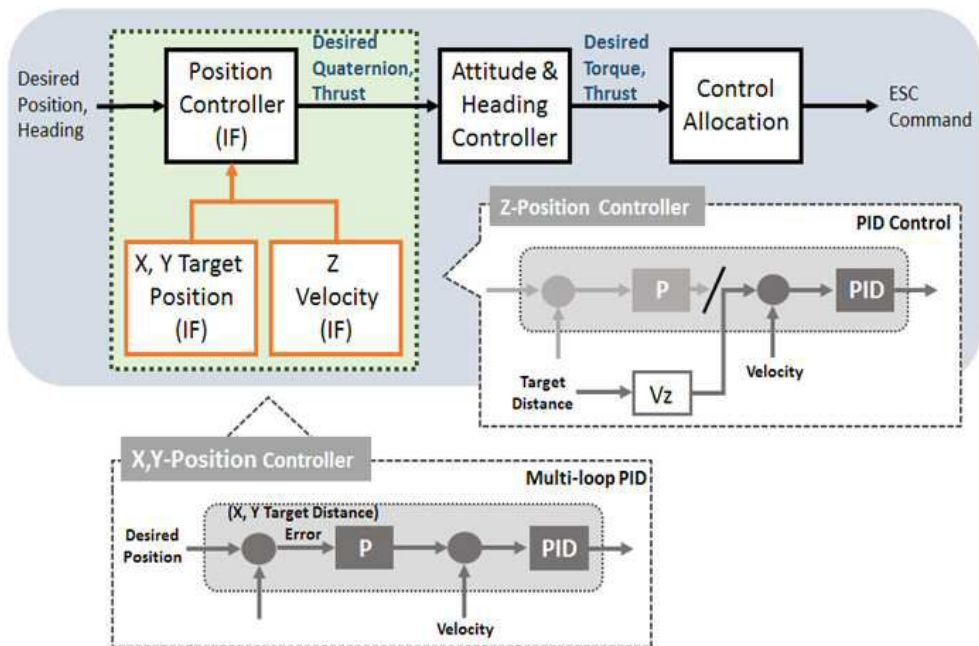 Desired
Position,
Heading
Position
Controller
(IF)
Desired
Quaternion,
Thrust
Attitude &
Heading
Controller
Desired
Torque,
Thrust
Control
Allocation
ESC
Command
X, Y Target
Position
(IF)
Z
Velocity
(IF)
Z-Position Controller
PID Control
P
PID
Target
Distance
Vz
Velocity
X,Y-Position Controller
Multi-loop PID
(X, Y Target Distance)
Error
Desired
Position
P
PID
Velocity